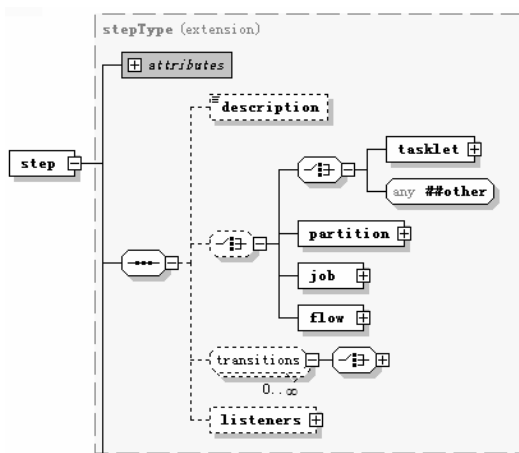 stepType (extension)
attributes
description
tasklet
any ##other
step
partition
job
flow
transitions
0..∞
listeners